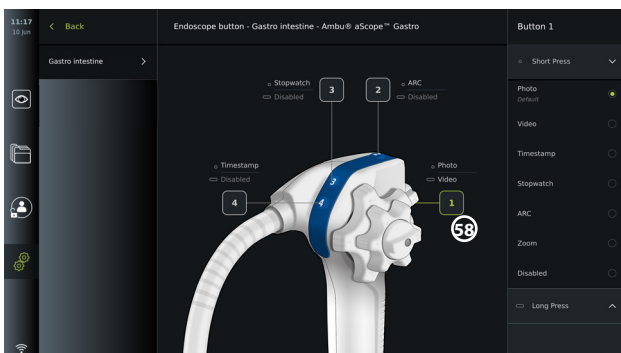 11:17
10 Jun
Back
Endoscope button - Gastro intestine - Ambu® aScope™ Gastro
Button 1
Gastro intestine
Short Press
Photo
Default
Video
Timestamp
Stopwatch
ARC
Zoom
Disabled
Long Press
Stopwatch
Disabled
3
2
ARC
Disabled
Timestamp
Disabled
4
Photo
Video
1
3
4
58